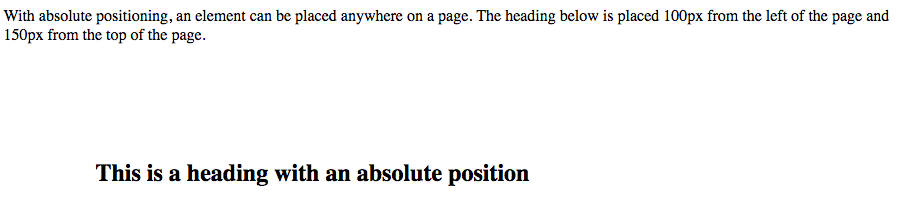 With absolute positioning, an element can be placed anywhere on a page. The heading below is placed 100px from the left of the page and
150px from the top of the page.
This is a heading with an absolute position